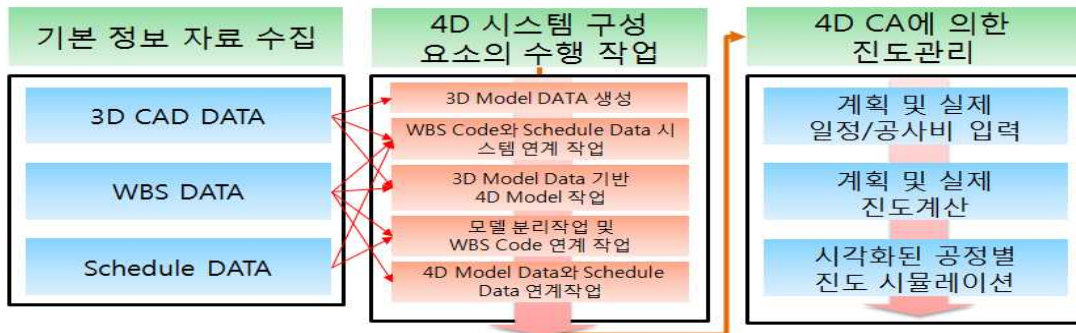 기본 정보 자료 수집
3D CAD DATA
WBS DATA
Schedule DATA
4D 시스템 구성
요소의 수행 작업
3D Model DATA 생성
WBS Code와 Schedule Data 시
스템 연계 작업
3D Model Data 기반
4D Model 작업
모델 분리작업 및
WBS Code 연계 작업
4D Model Data와 Schedule
Data 연계작업
4D CA에 의한
진도관리
계획 및 실제
일정/공사비 입력
계획 및 실제
진도계산
시각화된 공정별
진도 시뮬레이션